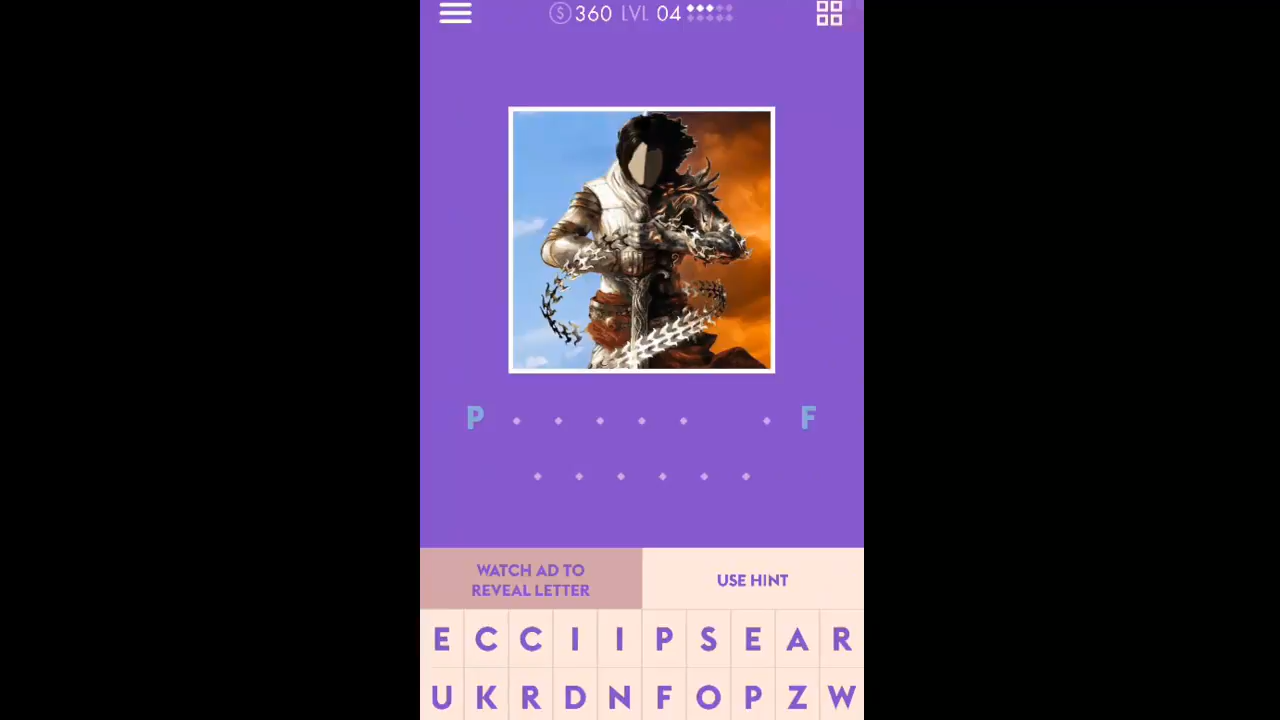 $ 360 LVL 04
P F
WATCH AD TO
REVEAL LETTER
USE HINT
E C C I I P S E A R
U K R D N F O P Z W